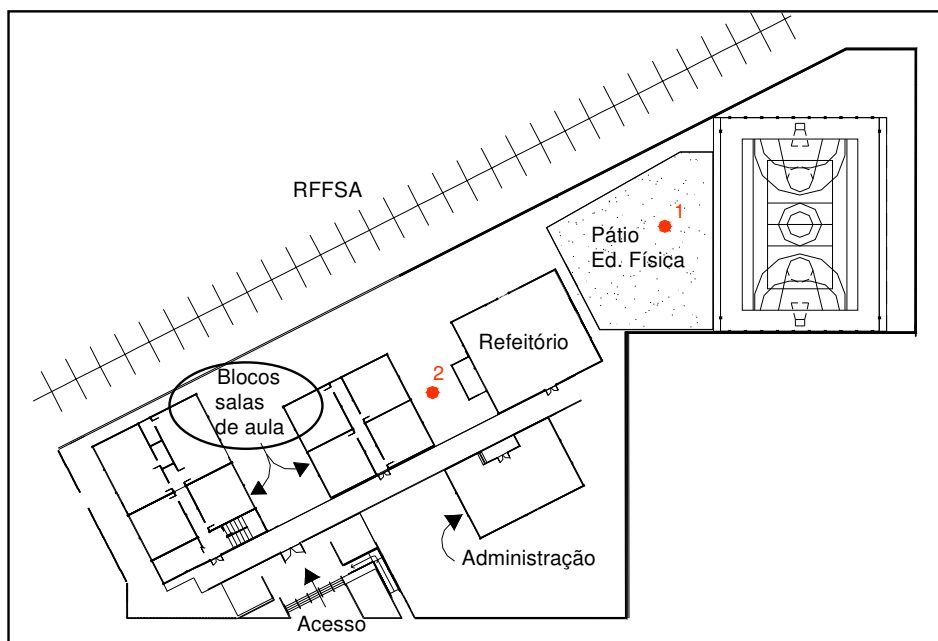 RFFSA
1
Pátio
Ed. Física
Refeitório
2
Blocos
salas
de aula
Administração
Acesso